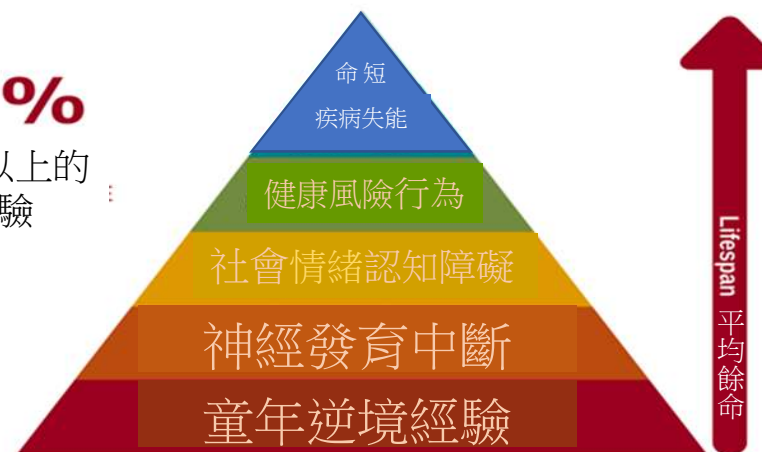 %
以上的
驗
命短
疾病失能
健康風險行為
社會情緒認知障礙
神經發育中斷
童年逆境經驗
Lifespan 平均餘命